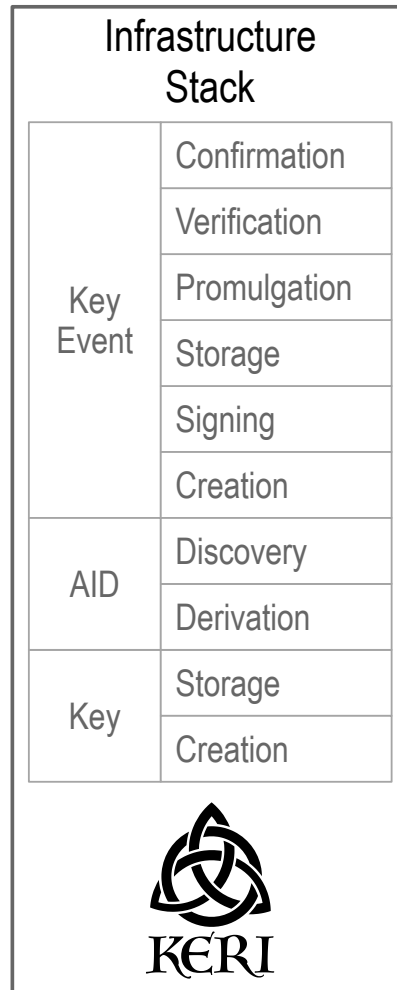 Infrastructure
Stack
Key
Event
Confirmation
Verification
Promulgation
Storage
Signing
Creation
AID
Discovery
Derivation
Key
Storage
Creation
KERI